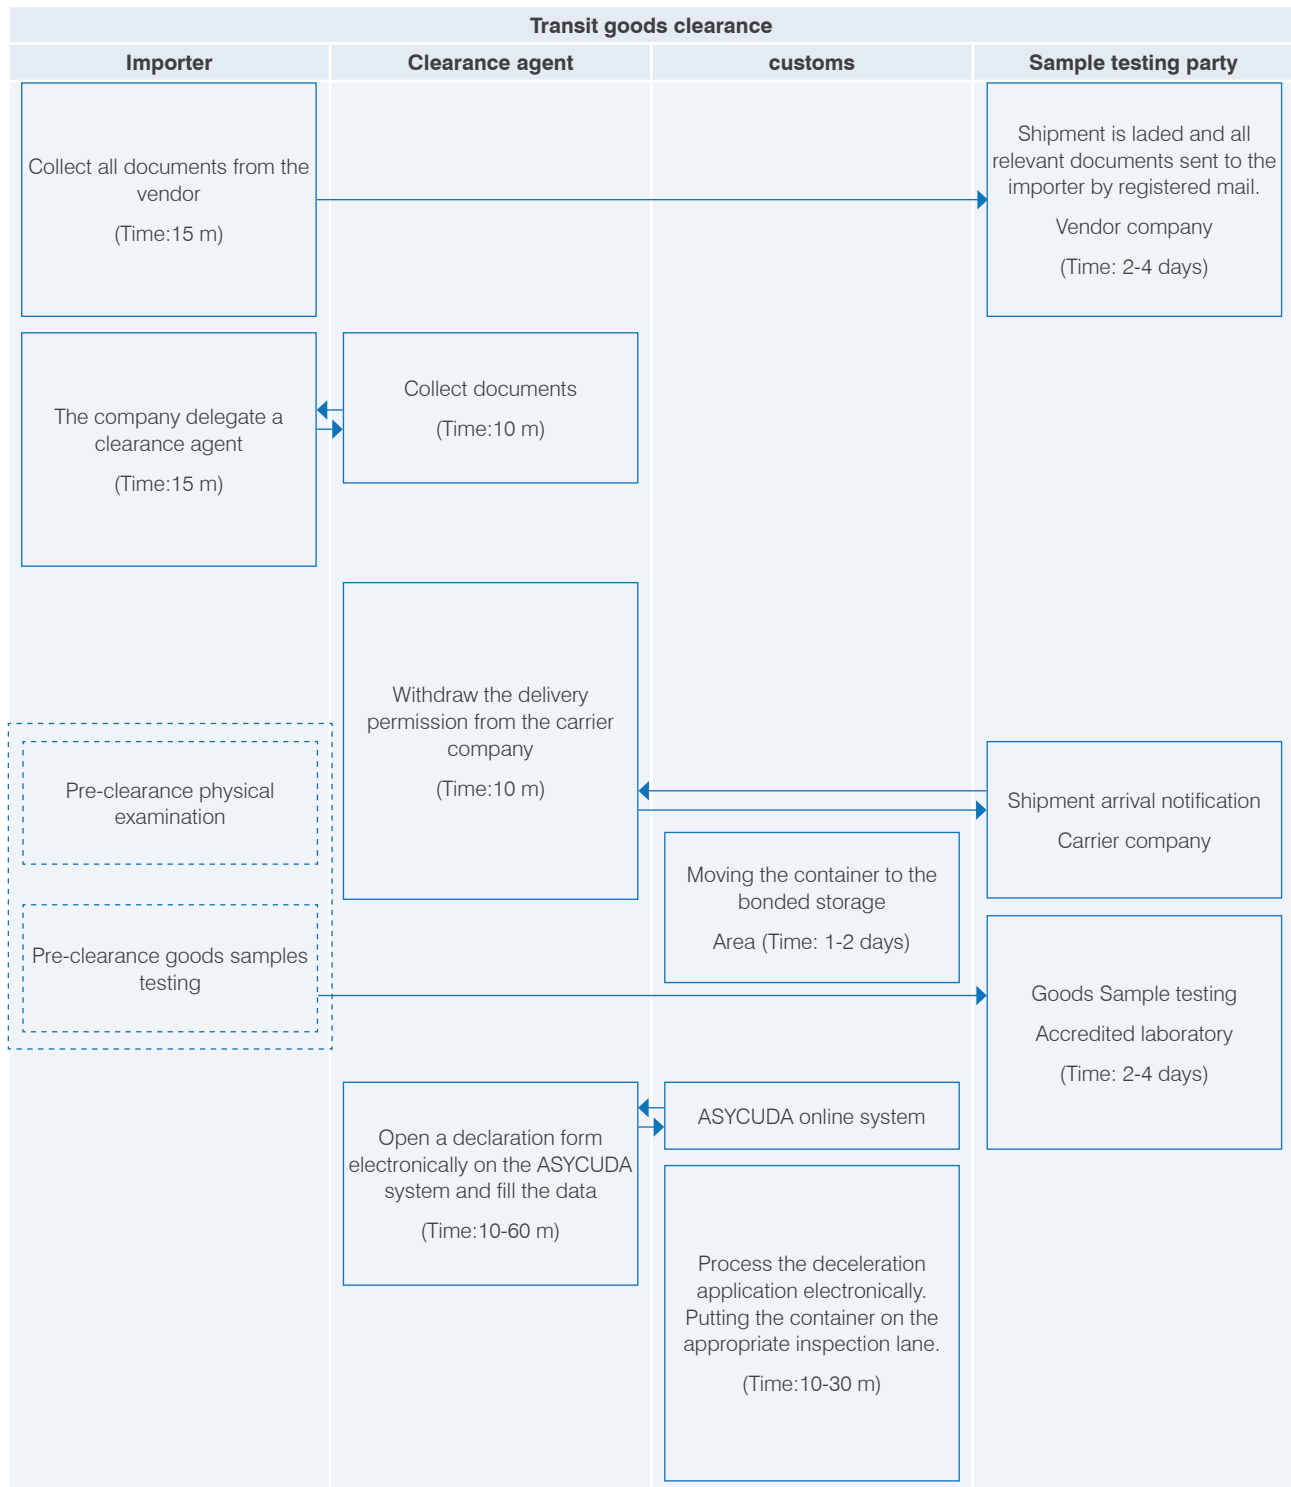 Transit goods clearance
Importer
Clearance agent
customs
Sample testing party
Collect all documents from the
vendor
(Time:15 m)
Shipment is laded and all
relevant documents sent to the
importer by registered mail.
Vendor company
(Time: 2-4 days)
The company delegate a
clearance agent
(Time:15 m)
Collect documents
(Time:10 m)
Withdraw the delivery
permission from the carrier
company
(Time:10 m)
Pre-clearance physical
examination
Shipment arrival notification
Carrier company
Moving the container to the
bonded storage
Area (Time: 1-2 days)
Pre-clearance goods samples
testing
Goods Sample testing
Accredited laboratory
(Time: 2-4 days)
Open a declaration form
electronically on the ASYCUDA
system and fill the data
(Time:10-60 m)
ASYCUDA online system
Process the deceleration
application electronically.
Putting the container on the
appropriate inspection lane.
(Time:10-30 m)